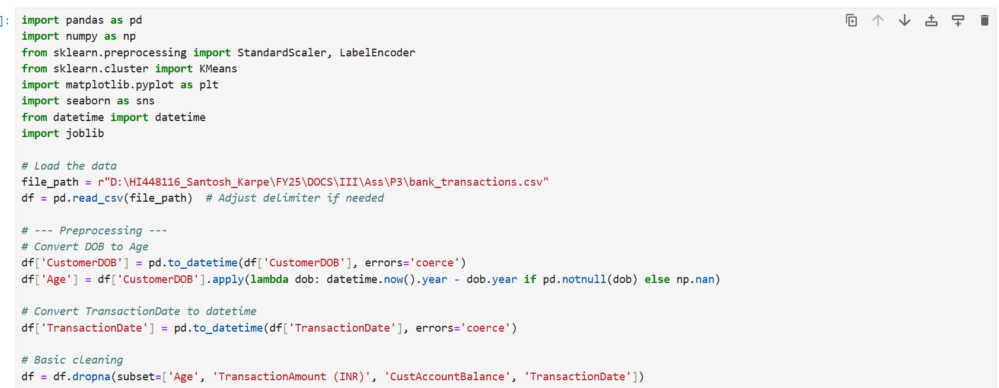 ]:
import pandas as pd
import numpy as np
from sklearn.preprocessing import StandardScaler, LabelEncoder
from sklearn.cluster import KMeans
import matplotlib.pyplot as plt
import seaborn as sns
from datetime import datetime
import joblib
# Load the data
file_path = r"D:\HI448116_Santosh_Karpe\FY25\DOCS\III\Ass\P3\bank_transactions.csv"
df = pd.read_csv(file_path)  # Adjust delimiter if needed
# --- Preprocessing ---
# Convert DOB to Age
df['CustomerDOB'] = pd.to_datetime(df['CustomerDOB'], errors='coerce')
df['Age'] = df['CustomerDOB'].apply(lambda dob: datetime.now().year - dob.year if pd.notnull(dob) else np.nan)
# Convert TransactionDate to datetime
df['TransactionDate'] = pd.to_datetime(df['TransactionDate'], errors='coerce')
# Basic cleaning
df = df.dropna(subset=['Age', 'TransactionAmount (INR)', 'CustAccountBalance', 'TransactionDate'])